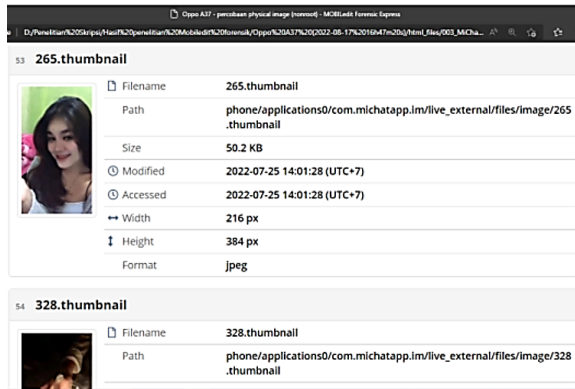 Oppo A37 - percobaan physical image (nonroot) - MOBILedit Forensic Express
D:/Penelitian%20Skripsi/Hasif%20penelitian%20Mobiledit%20forensik/Oppo%20A37%20(2022-08-17%2016h47m20s)/html_files/003_MiCha...
53 265.thumbnail
Filename 265.thumbnail
Path phone/applications0/com.michatapp.im/live_external/files/image/265
.thumbnail
Size 50.2 KB
Modified 2022-07-25 14:01:28 (UTC+7)
Accessed 2022-07-25 14:01:28 (UTC+7)
Width 216 px
Height 384 px
Format jpeg
54 328.thumbnail
Filename 328.thumbnail
Path phone/applications0/com.michatapp.im/live_external/files/image/328
.thumbnail